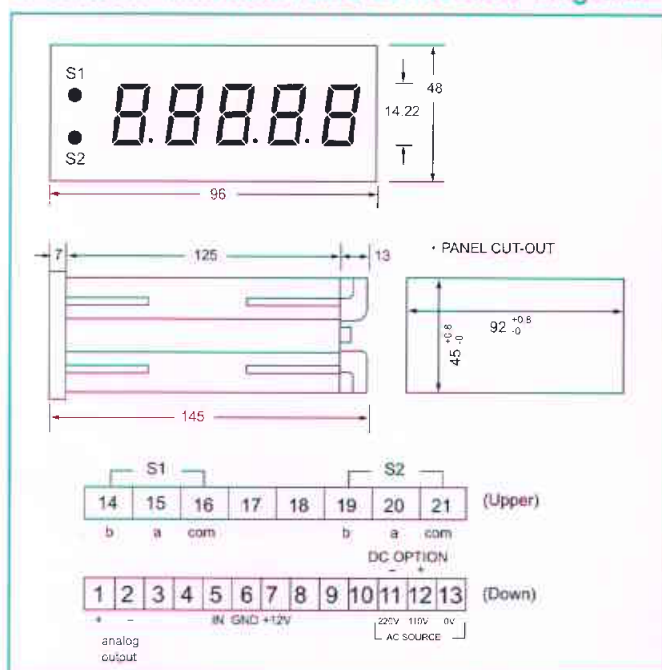 S1
S2
14.22
48
96
7
125
13
145
• PANEL CUT-OUT
92 +0.8 -0
45 +0.8 -0
S1 S2
14 15 16 17 18 19 20 21 (Upper)
b a com b a com
DC OPTION
− +
1 2 3 4 5 6 7 8 9 10 11 12 13 (Down)
+ − IN GND +12V 220V 110V 0V
analog AC SOURCE
output